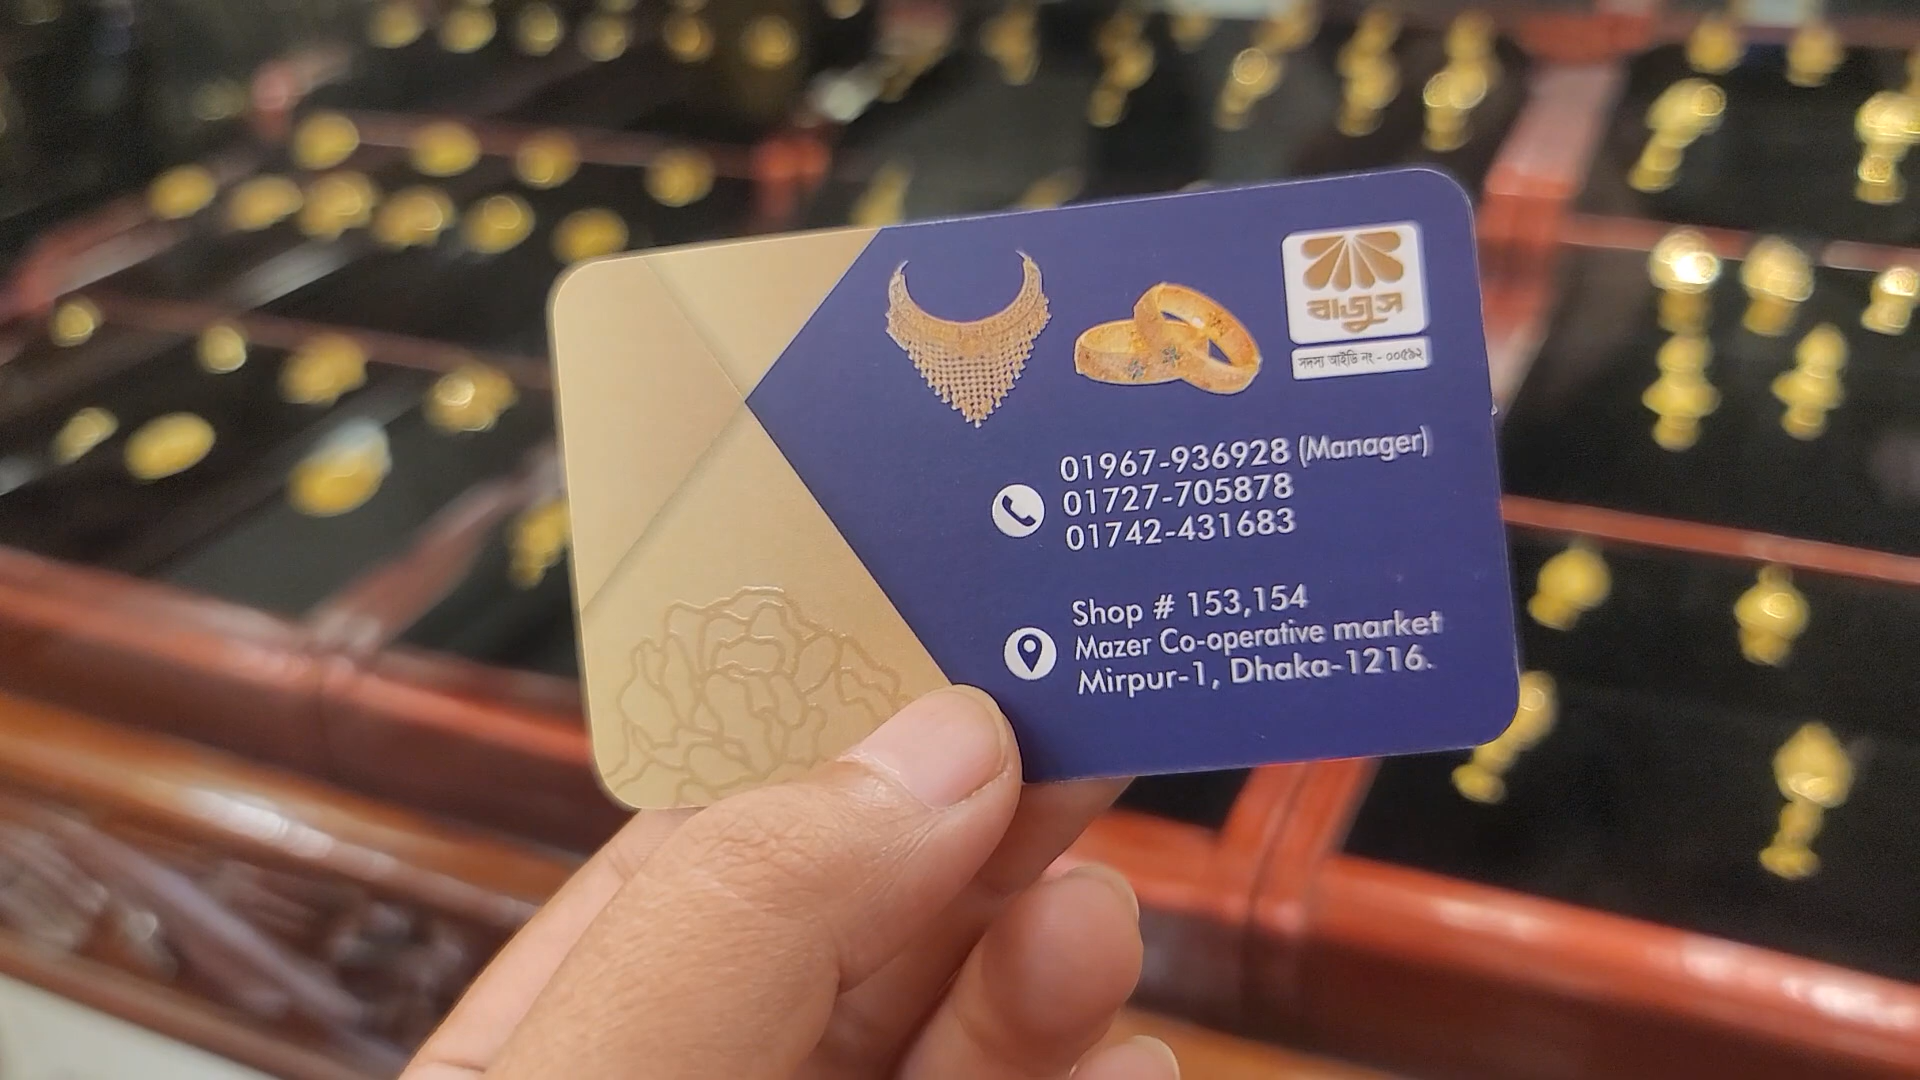 বাজুস
সদস্য আইডি নং - ০০৫৯২
01967-936928 (Manager)
01727-705878
01742-431683
Shop # 153,154
Mazer Co-operative market
Mirpur-1, Dhaka-1216.